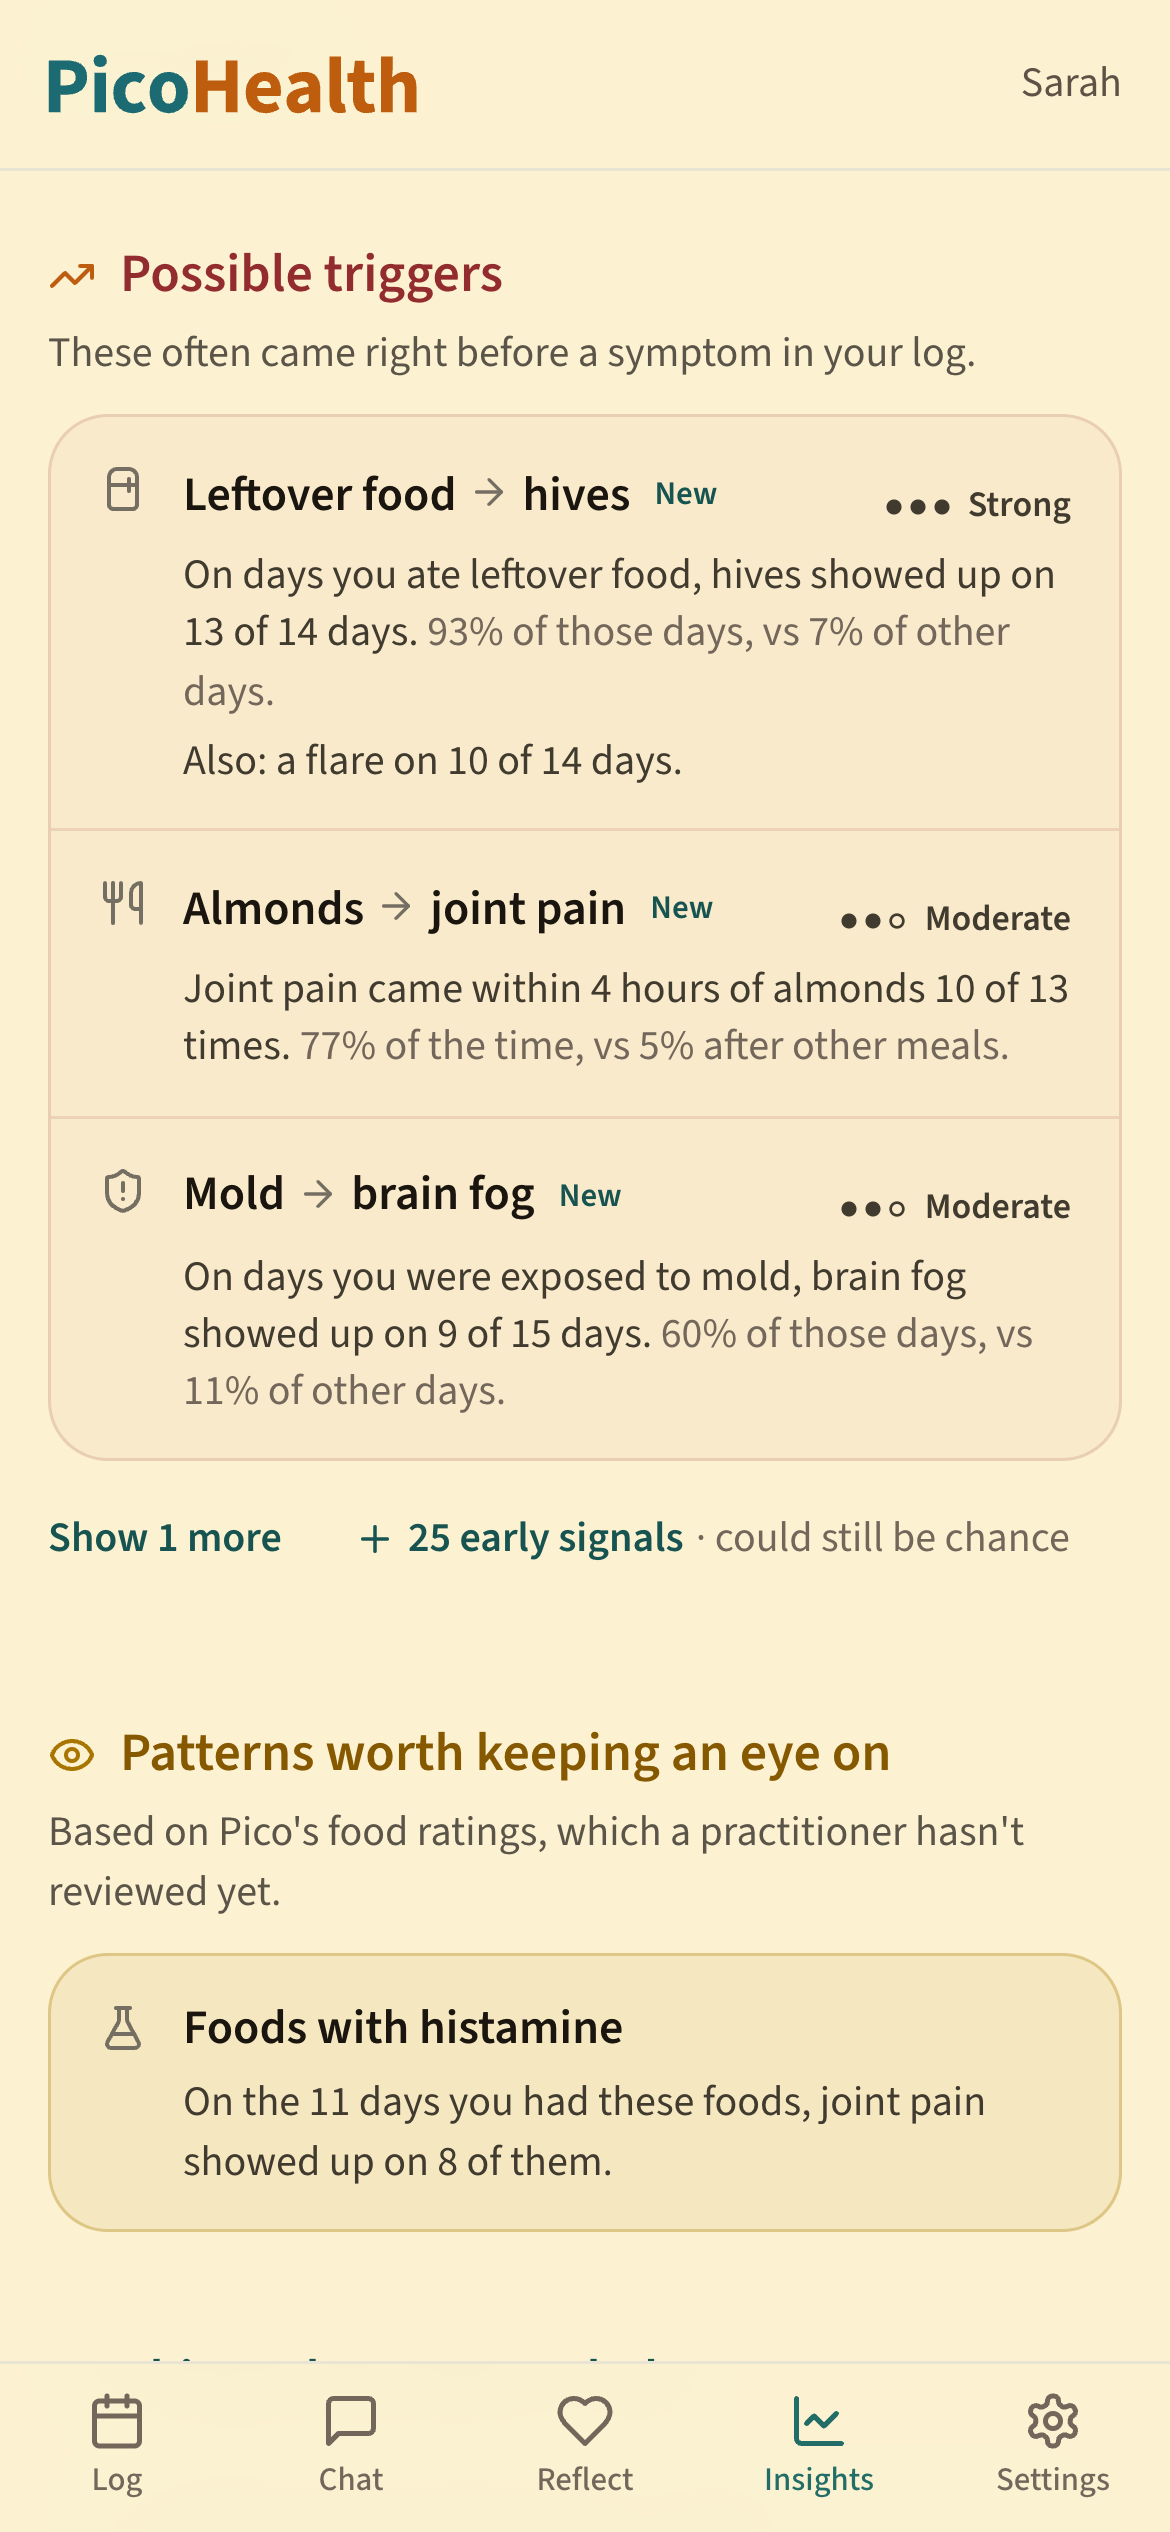 PicoHealth
Sarah
Possible triggers
These often came right before a symptom in your log.
Leftover food → hives New
●●● Strong
On days you ate leftover food, hives showed up on
13 of 14 days. 93% of those days, vs 7% of other
days.
Also: a flare on 10 of 14 days.
Almonds → joint pain New
●●○ Moderate
Joint pain came within 4 hours of almonds 10 of 13
times. 77% of the time, vs 5% after other meals.
Mold → brain fog New
●●○ Moderate
On days you were exposed to mold, brain fog
showed up on 9 of 15 days. 60% of those days, vs
11% of other days.
Show 1 more
+ 25 early signals · could still be chance
Patterns worth keeping an eye on
Based on Pico's food ratings, which a practitioner hasn't
reviewed yet.
Foods with histamine
On the 11 days you had these foods, joint pain
showed up on 8 of them.
Log
Chat
Reflect
Insights
Settings